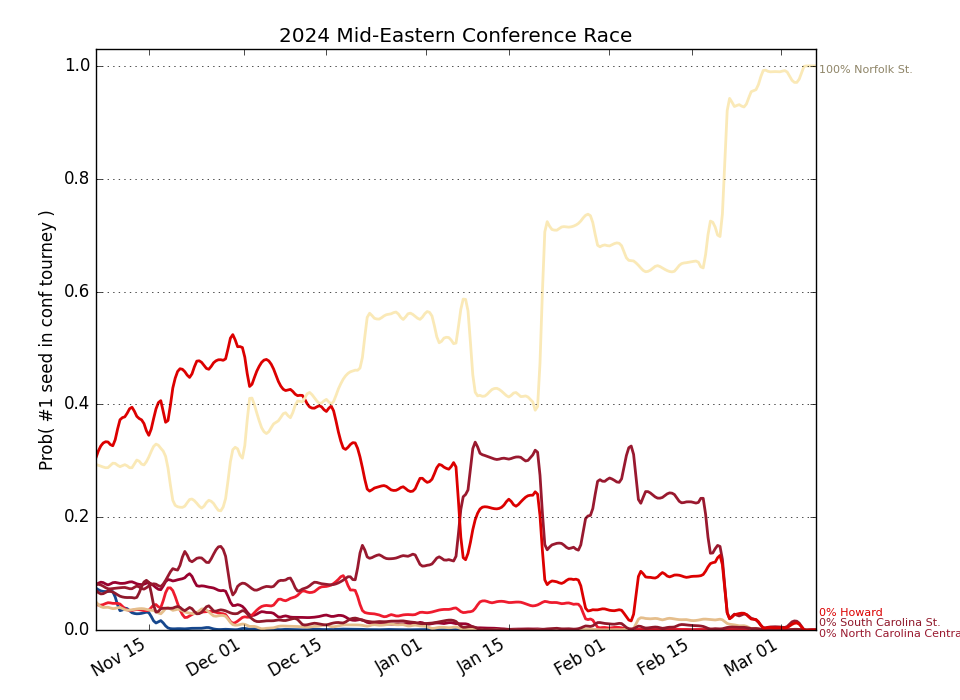 2024 Mid-Eastern Conference Race
Prob( #1 seed in conf tourney )
1.0
0.8
0.6
0.4
0.2
0.0
Nov 15
Dec 01
Dec 15
Jan 01
Jan 15
Feb 01
Feb 15
Mar 01
100% Norfolk St.
0% Howard
0% South Carolina St.
0% North Carolina Centra